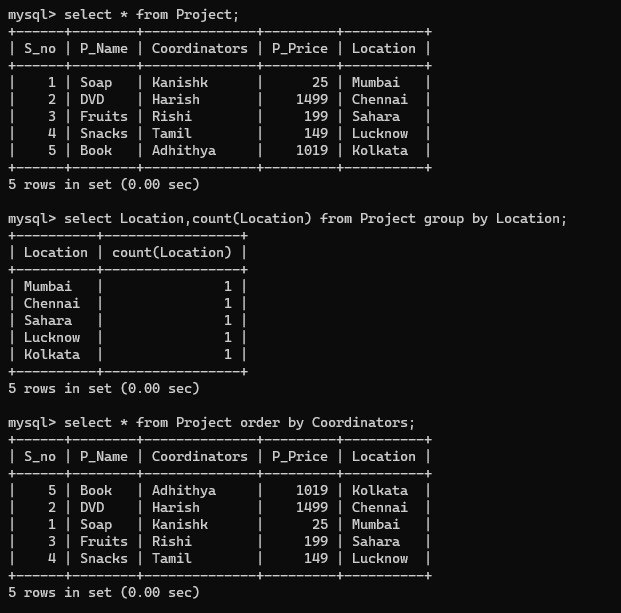 mysql> select * from Project;
+------+--------+--------------+---------+----------+
| S_no | P_Name | Coordinators | P_Price | Location |
+------+--------+--------------+---------+----------+
|    1 | Soap   | Kanishk      |      25 | Mumbai   |
|    2 | DVD    | Harish       |    1499 | Chennai  |
|    3 | Fruits | Rishi        |     199 | Sahara   |
|    4 | Snacks | Tamil        |     149 | Lucknow  |
|    5 | Book   | Adhithya     |    1019 | Kolkata  |
+------+--------+--------------+---------+----------+
5 rows in set (0.00 sec)

mysql> select Location,count(Location) from Project group by Location;
+----------+-----------------+
| Location | count(Location) |
+----------+-----------------+
| Mumbai   |               1 |
| Chennai  |               1 |
| Sahara   |               1 |
| Lucknow  |               1 |
| Kolkata  |               1 |
+----------+-----------------+
5 rows in set (0.00 sec)

mysql> select * from Project order by Coordinators;
+------+--------+--------------+---------+----------+
| S_no | P_Name | Coordinators | P_Price | Location |
+------+--------+--------------+---------+----------+
|    5 | Book   | Adhithya     |    1019 | Kolkata  |
|    2 | DVD    | Harish       |    1499 | Chennai  |
|    1 | Soap   | Kanishk      |      25 | Mumbai   |
|    3 | Fruits | Rishi        |     199 | Sahara   |
|    4 | Snacks | Tamil        |     149 | Lucknow  |
+------+--------+--------------+---------+----------+
5 rows in set (0.00 sec)